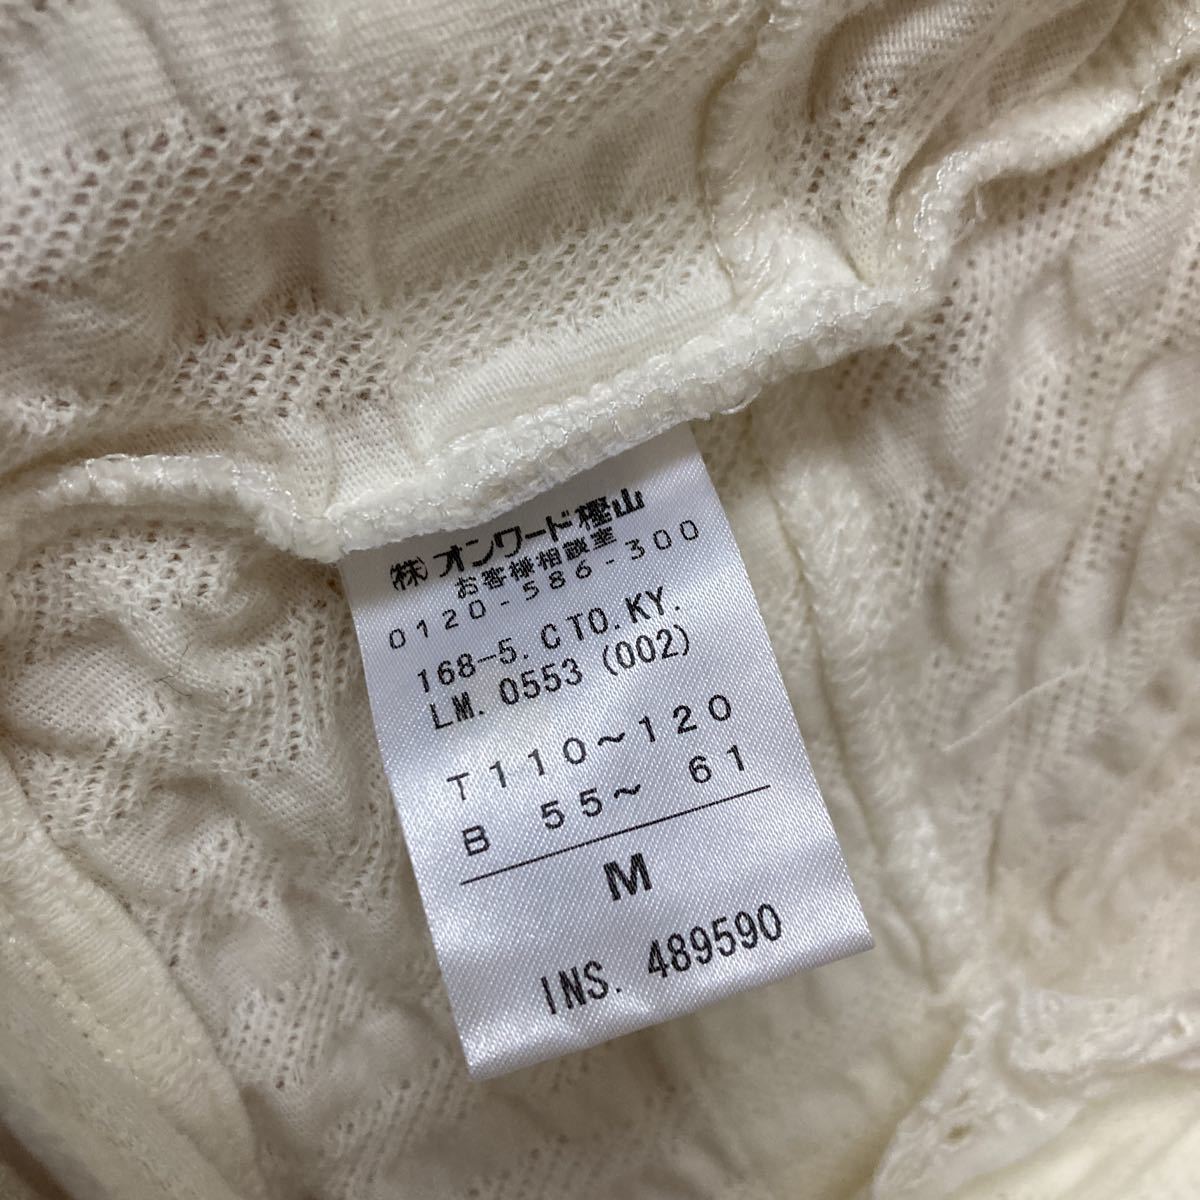 (株)オンワード樫山
お客様相談室
0120-586-300
168-5. CTO.KY.
LM. 0553 (002)
T110～120
B 55～ 61
M
INS. 489590